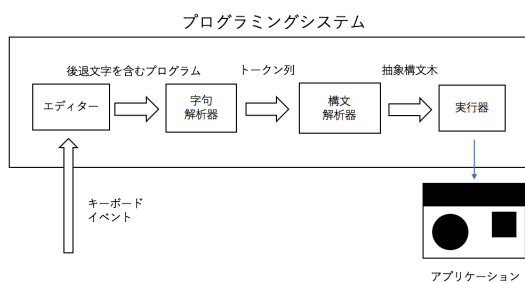 プログラミングシステム
後退文字を含むプログラム
トークン列
抽象構文木
エディター
字句
解析器
構文
解析器
実行器
キーボード
イベント
アプリケーション